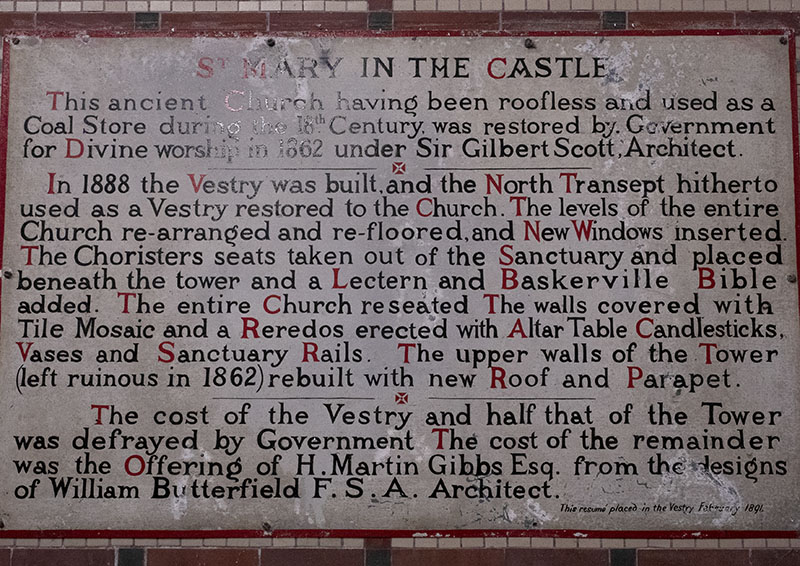 St MARY IN THE CASTLE
This ancient Church having been roofless and used as a
Coal Store during the 18th Century, was restored by Government
for Divine worship in 1862 under Sir Gilbert Scott, Architect.
In 1888 the Vestry was built, and the North Transept hitherto
used as a Vestry restored to the Church. The levels of the entire
Church re-arranged and re-floored, and New Windows inserted.
The Choristers seats taken out of the Sanctuary and placed
beneath the tower and a Lectern and Baskerville Bible
added. The entire Church reseated The walls covered with
Tile Mosaic and a Reredos erected with Altar Table Candlesticks,
Vases and Sanctuary Rails. The upper walls of the Tower
(left ruinous in 1862) rebuilt with new Roof and Parapet.
The cost of the Vestry and half that of the Tower
was defrayed by Government The cost of the remainder
was the Offering of H. Martin Gibbs Esq. from the designs
of William Butterfield F. S. A. Architect.
This resumé placed in the Vestry February 1891.